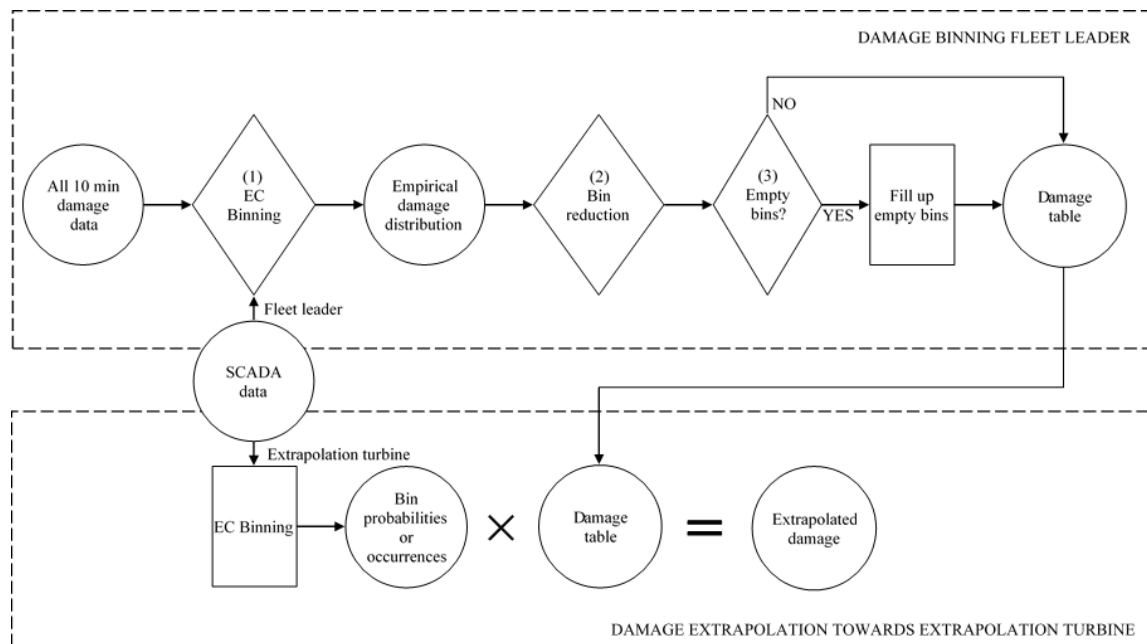 DAMAGE BINNING FLEET LEADER
NO
All 10 min
damage
data
(1)
EC
Binning
Empirical
damage
distribution
(2)
Bin
reduction
(3)
Empty
bins?
YES
Fill up
empty bins
Damage
table
Fleet leader
SCADA
data
Extrapolation turbine
EC Binning
Bin
probabilities
or
occurrences
×
Damage
table
=
Extrapolated
damage
DAMAGE EXTRAPOLATION TOWARDS EXTRAPOLATION TURBINE